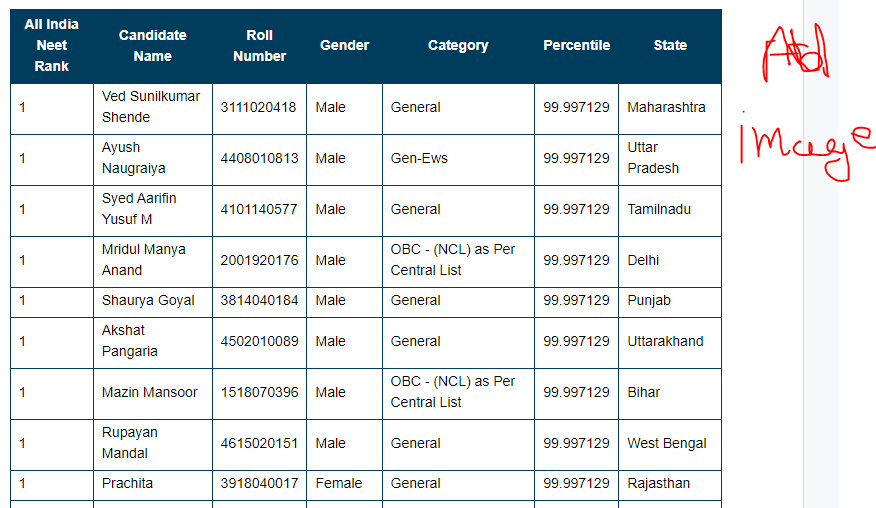 All India Neet Rank Candidate Name Roll Number Gender Category Percentile State
1 Ved Sunilkumar Shende 3111020418 Male General 99.997129 Maharashtra
1 Ayush Naugraiya 4408010813 Male Gen-Ews 99.997129 Uttar Pradesh
1 Syed Aarifin Yusuf M 4101140577 Male General 99.997129 Tamilnadu
1 Mridul Manya Anand 2001920176 Male OBC - (NCL) as Per Central List 99.997129 Delhi
1 Shaurya Goyal 3814040184 Male General 99.997129 Punjab
1 Akshat Pangaria 4502010089 Male General 99.997129 Uttarakhand
1 Mazin Mansoor 1518070396 Male OBC - (NCL) as Per Central List 99.997129 Bihar
1 Rupayan Mandal 4615020151 Male General 99.997129 West Bengal
1 Prachita 3918040017 Female General 99.997129 Rajasthan
image